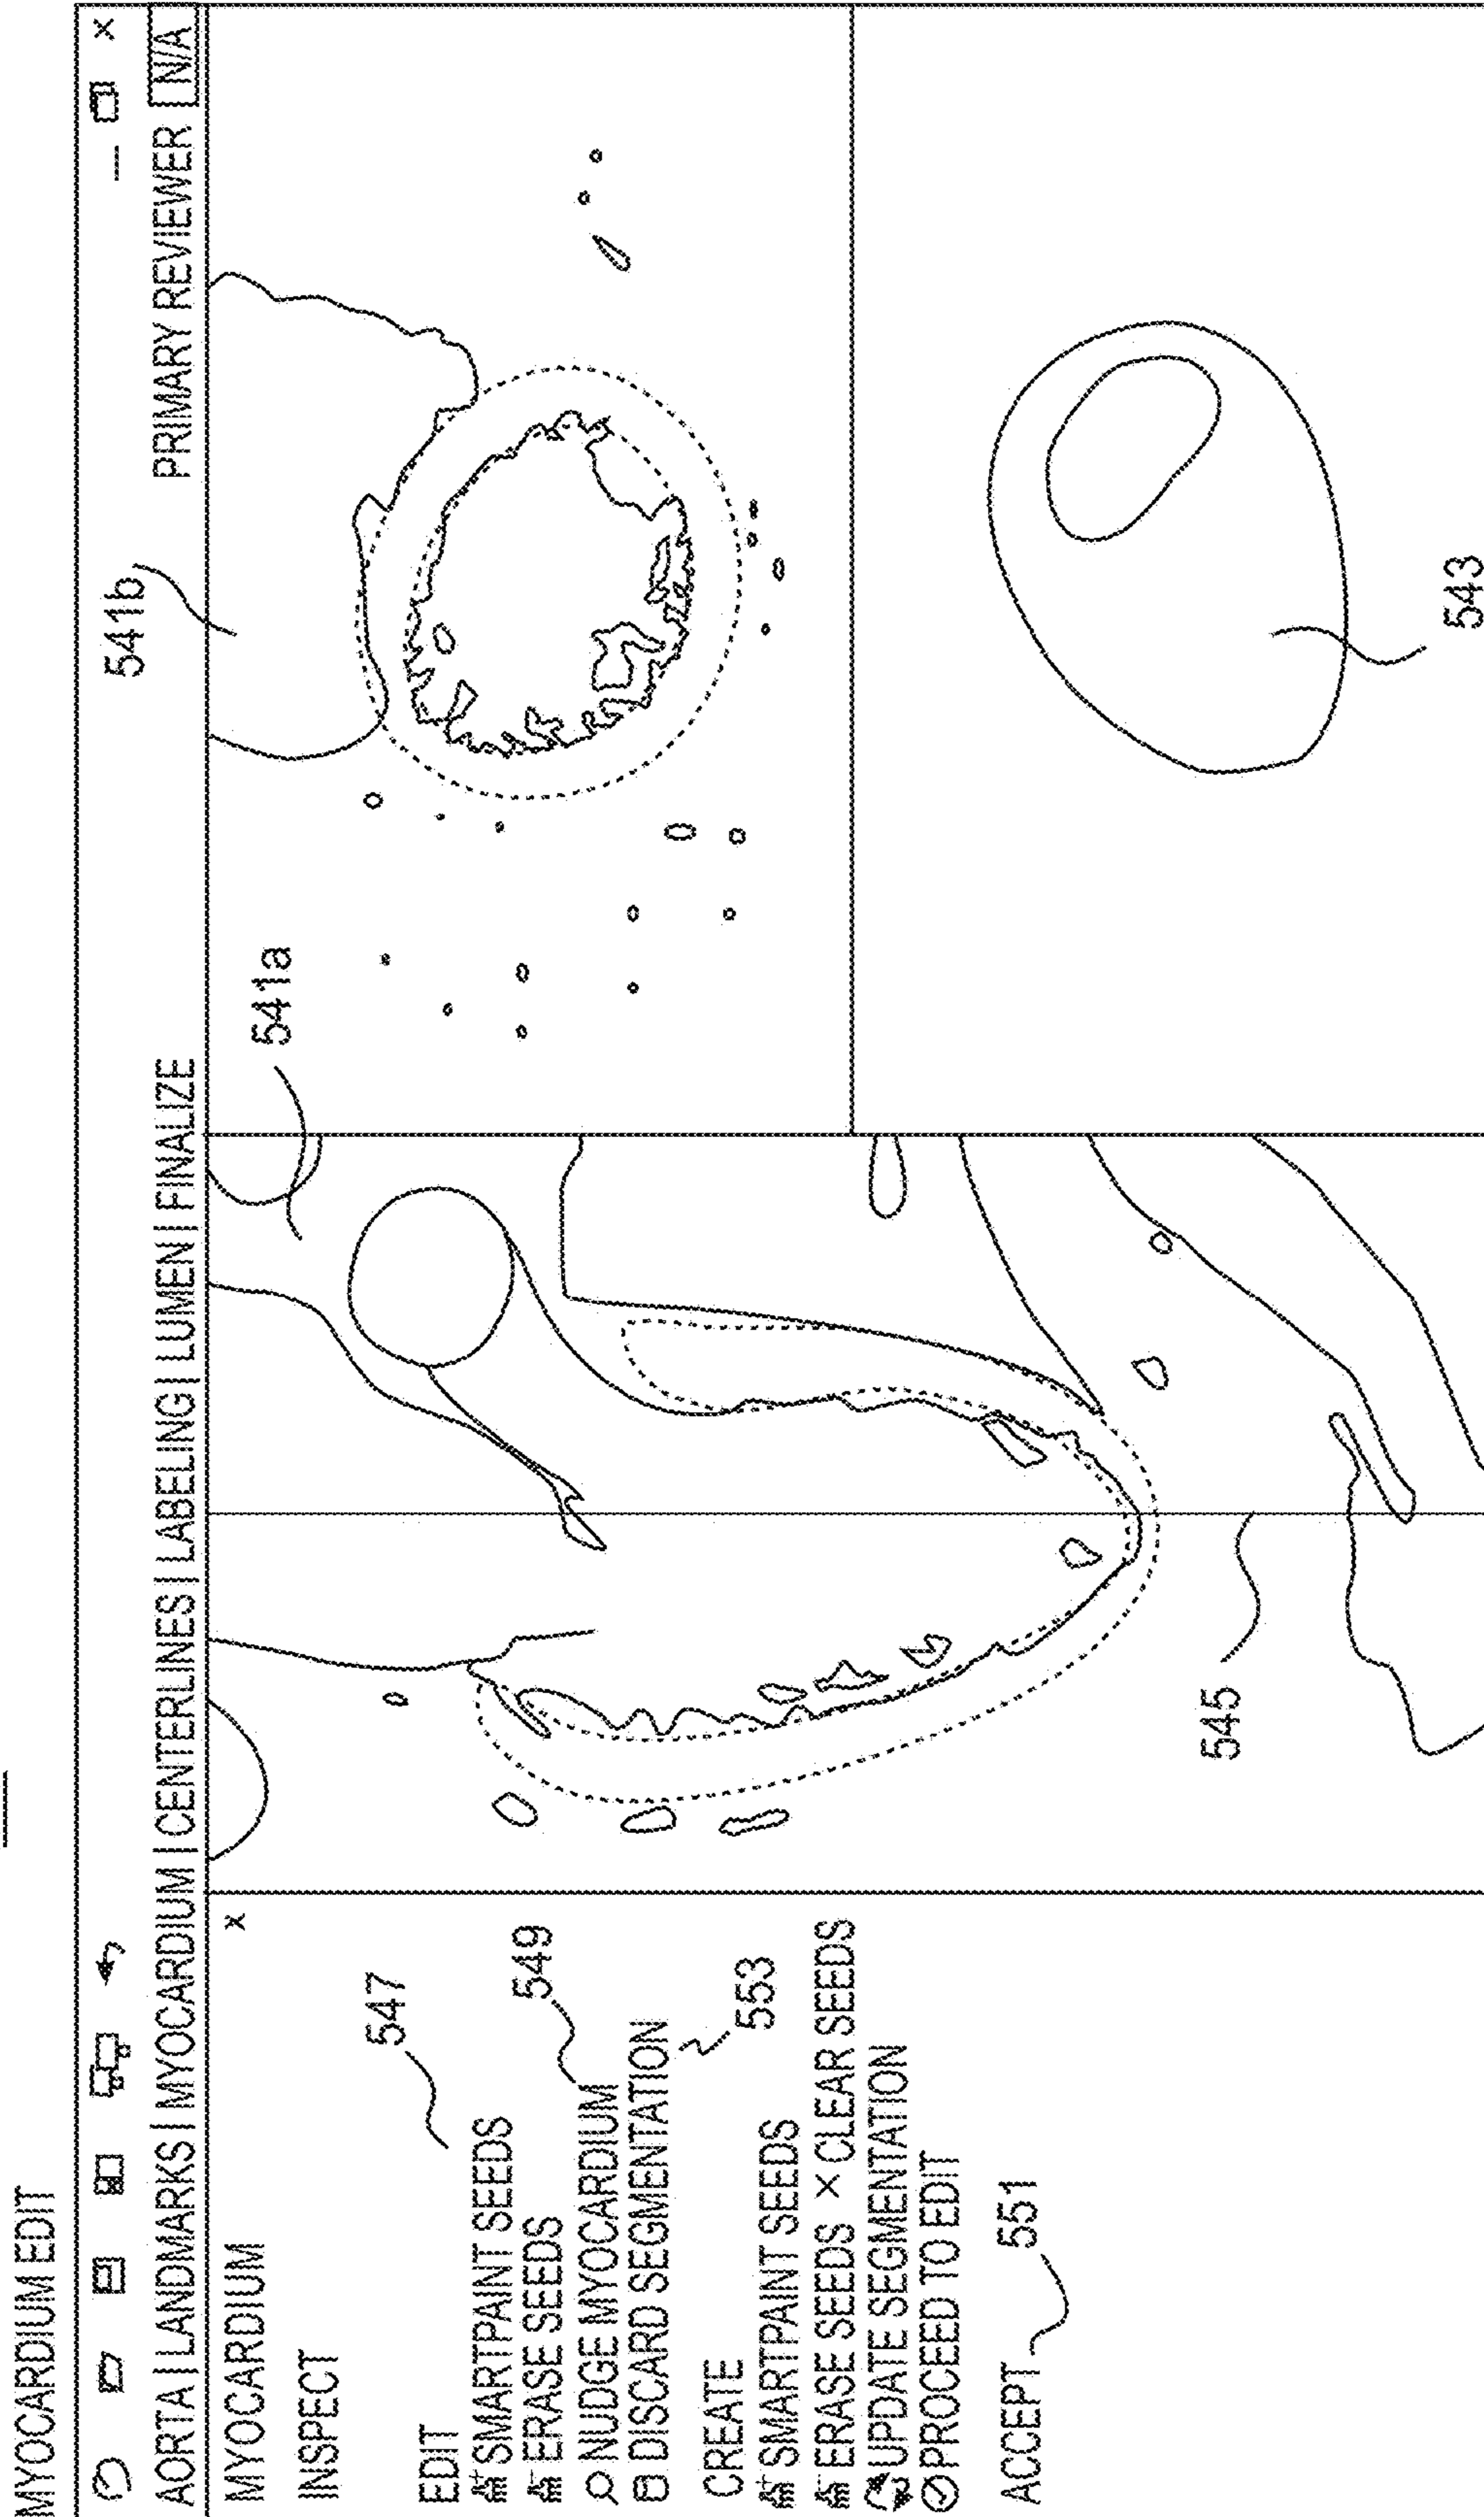 MYOCARDIUM EDIT
AORTA | LANDMARKS | MYOCARDIUM | CENTERLINES | LABELING | LUMEN | FINALIZE
PRIMARY REVIEWER N/A
MYOCARDIUM x
INSPECT
547
EDIT
SMARTPAINT SEEDS
ERASE SEEDS
549
NUDGE MYOCARDIUM
DISCARD SEGMENTATION
553
CREATE
SMARTPAINT SEEDS
ERASE SEEDS × CLEAR SEEDS
UPDATE SEGMENTATION
PROCEED TO EDIT
ACCEPT 551
541a
545
541b
543